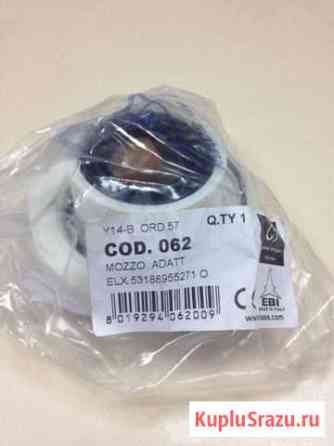 Y14-B ORD.57
Q.TY 1
COD. 062
MOZZO ADATT
ELX.53188955271 O
8 019294 062009
EBI
KupluSrazu.ru